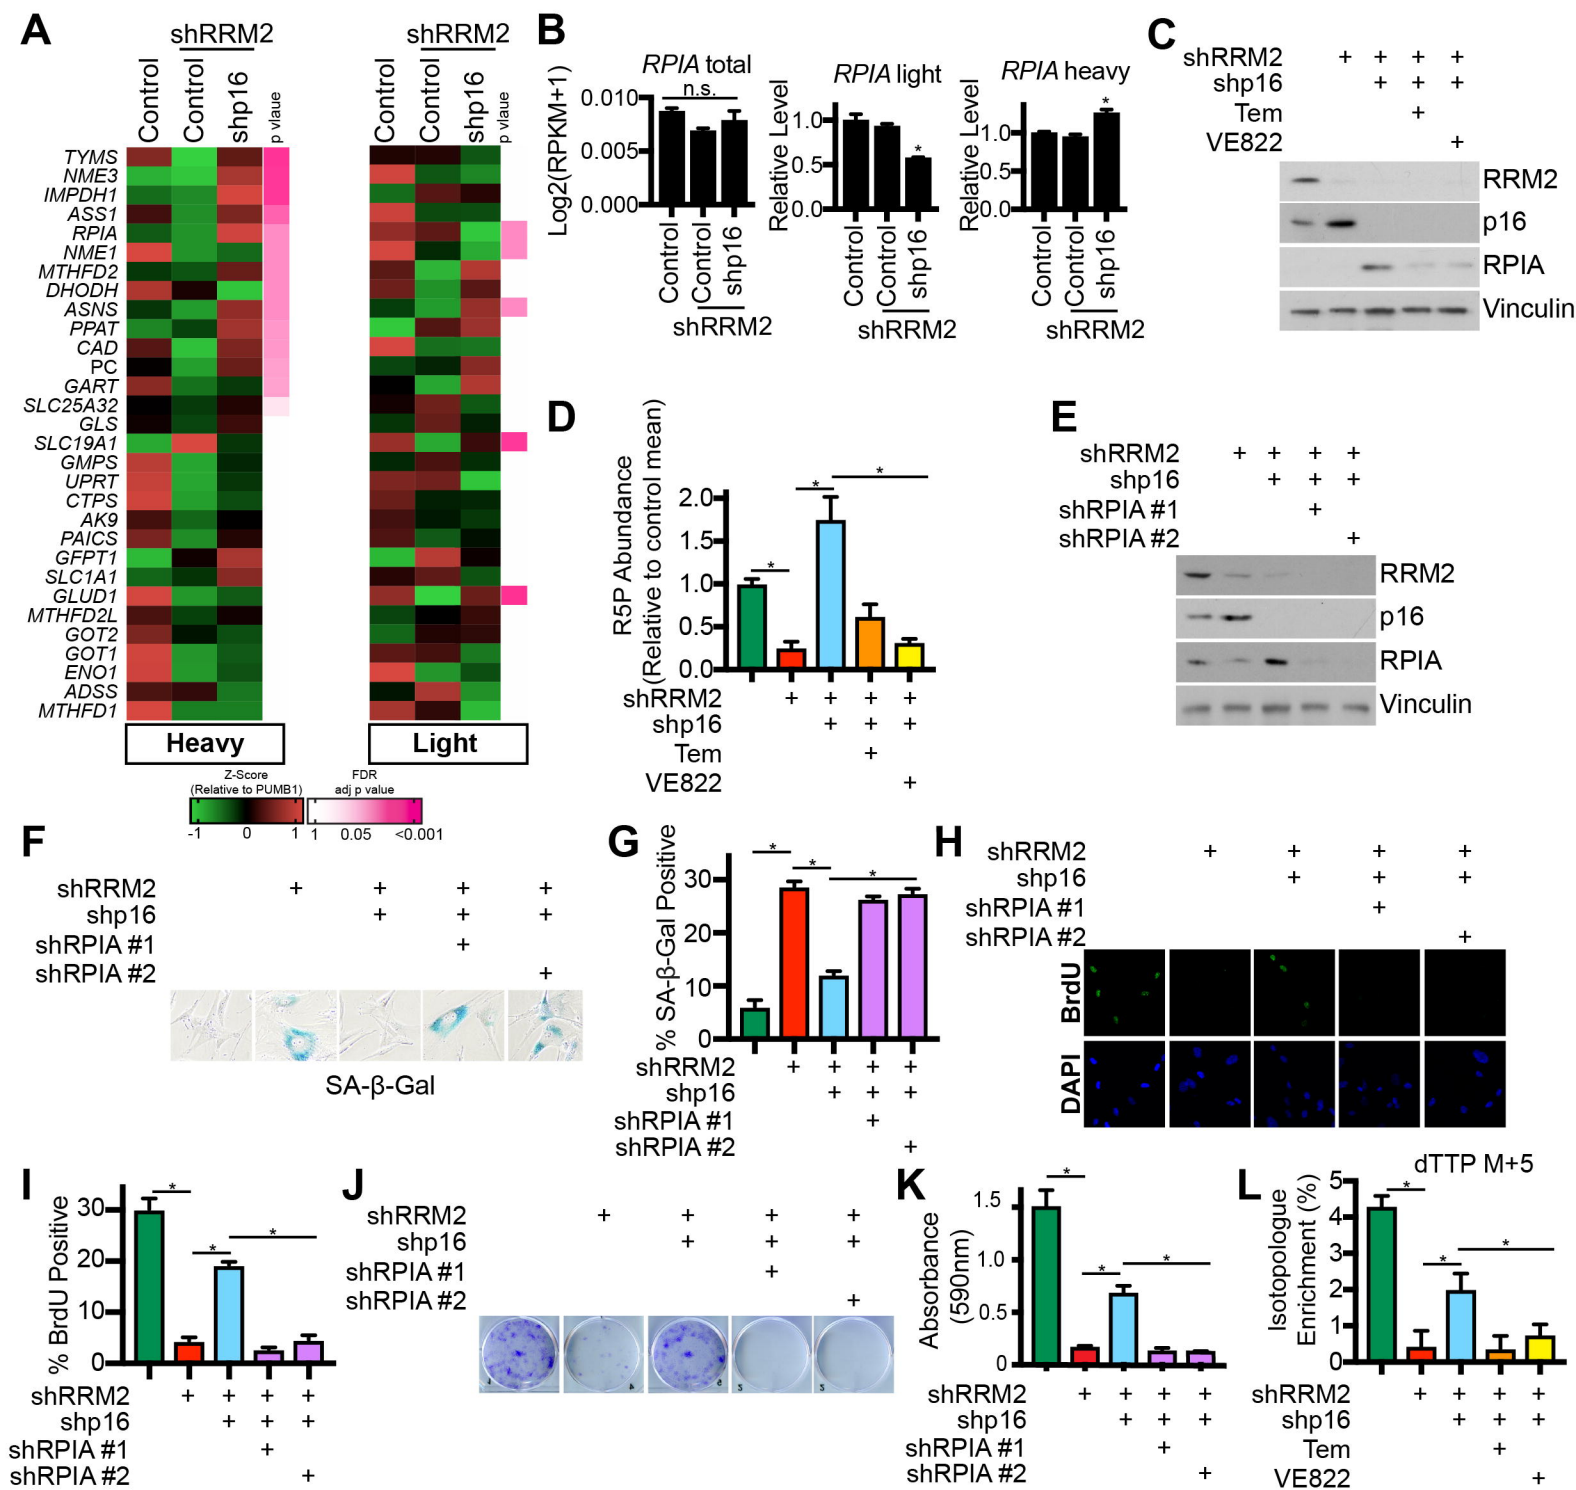 A
shRRM2
Control
Control
shp16
p vlaue
shRRM2
Control
Control
shp16
p vlaue
TYMS
NME3
IMPDH1
ASS1
RPIA
NME1
MTHFD2
DHODH
ASNS
PPAT
CAD
PC
GART
SLC25A32
GLS
SLC19A1
GMPS
UPRT
CTPS
AK9
PAICS
GFPT1
SLC1A1
GLUD1
MTHFD2L
GOT2
GOT1
ENO1
ADSS
MTHFD1
Heavy
Light
Z-Score
(Relative to PUMB1)
-1 0 1
FDR
adj p value
1 0.05 <0.001
B
RPIA total
Log2(RPKM+1)
0.010
0.005
0.000
n.s.
Control
Control
shp16
shRRM2
RPIA light
Relative Level
1.0
0.5
0.0
*
Control
Control
shp16
shRRM2
RPIA heavy
Relative Level
1.0
0.5
0.0
*
Control
Control
shp16
shRRM2
C
shRRM2 + + + +
shp16 + + +
Tem +
VE822 +
RRM2
p16
RPIA
Vinculin
D
R5P Abundance
(Relative to control mean)
2.0
1.5
1.0
0.5
0.0
* * *
shRRM2 + + + +
shp16 + + +
Tem +
VE822 +
E
shRRM2 + + + +
shp16 + + +
shRPIA #1 +
shRPIA #2 +
RRM2
p16
RPIA
Vinculin
F
shRRM2 + + + +
shp16 + + +
shRPIA #1 +
shRPIA #2 +
SA-β-Gal
G
% SA-β-Gal Positive
30
20
10
0
* * *
shRRM2 + + + +
shp16 + + +
shRPIA #1 +
shRPIA #2 +
H
shRRM2 + + + +
shp16 + + +
shRPIA #1 +
shRPIA #2 +
BrdU
DAPI
I
% BrdU Positive
30
20
10
0
* * *
shRRM2 + + + +
shp16 + + +
shRPIA #1 +
shRPIA #2 +
J
shRRM2 + + + +
shp16 + + +
shRPIA #1 +
shRPIA #2 +
K
Absorbance
(590nm)
1.5
1.0
0.5
0
* * *
shRRM2 + + + +
shp16 + + +
shRPIA #1 +
shRPIA #2 +
L
dTTP M+5
Isotopologue
Enrichment (%)
5
4
3
2
1
0
* * *
shRRM2 + + + +
shp16 + + +
Tem +
VE822 +